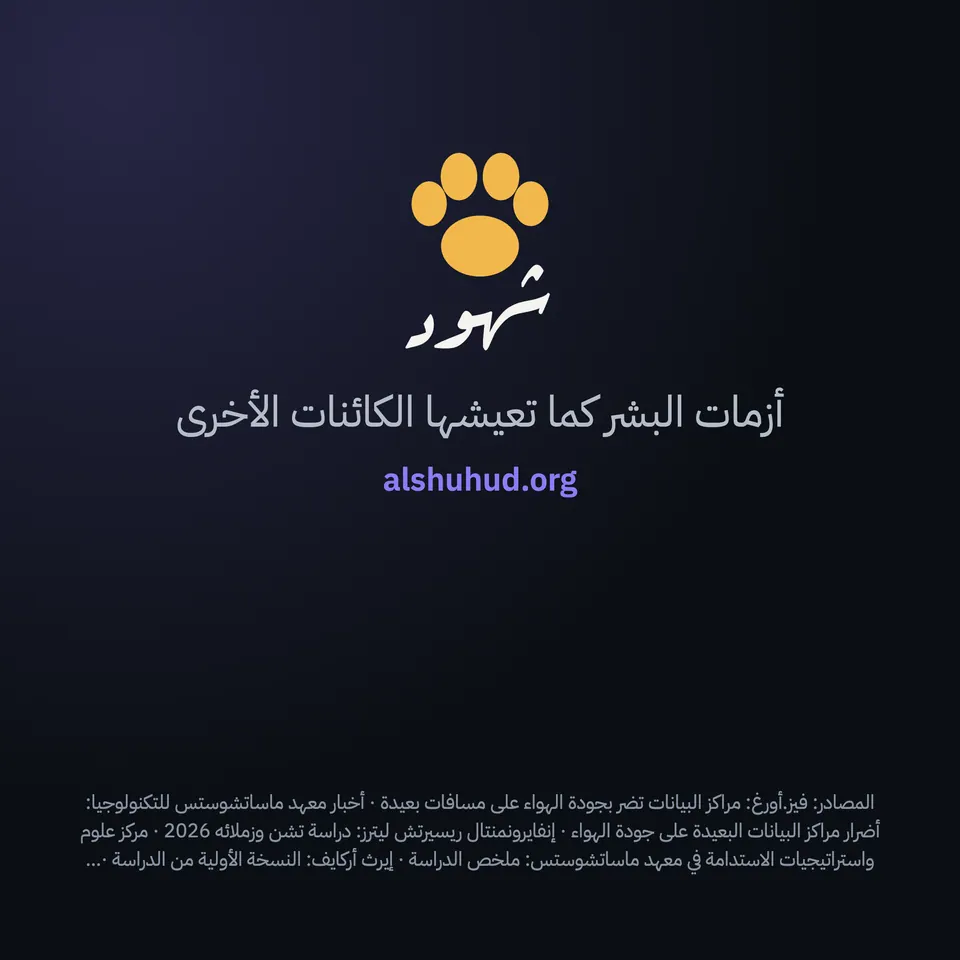 شهود
أزمات البشر كما تعيشها الكائنات الأخرى
alshuhud.org
المصادر: فيز.أورغ: مراكز البيانات تضر بجودة الهواء على مسافات بعيدة · أخبار معهد ماساتشوستس للتكنولوجيا:
أضرار مراكز البيانات البعيدة على جودة الهواء · إنفايرونمنتال ريسيرتش ليترز: دراسة تشن وزملائه 2026 · مركز علوم
واستراتيجيات الاستدامة في معهد ماساتشوستس: ملخص الدراسة · إيرث أركايف: النسخة الأولية من الدراسة ·...